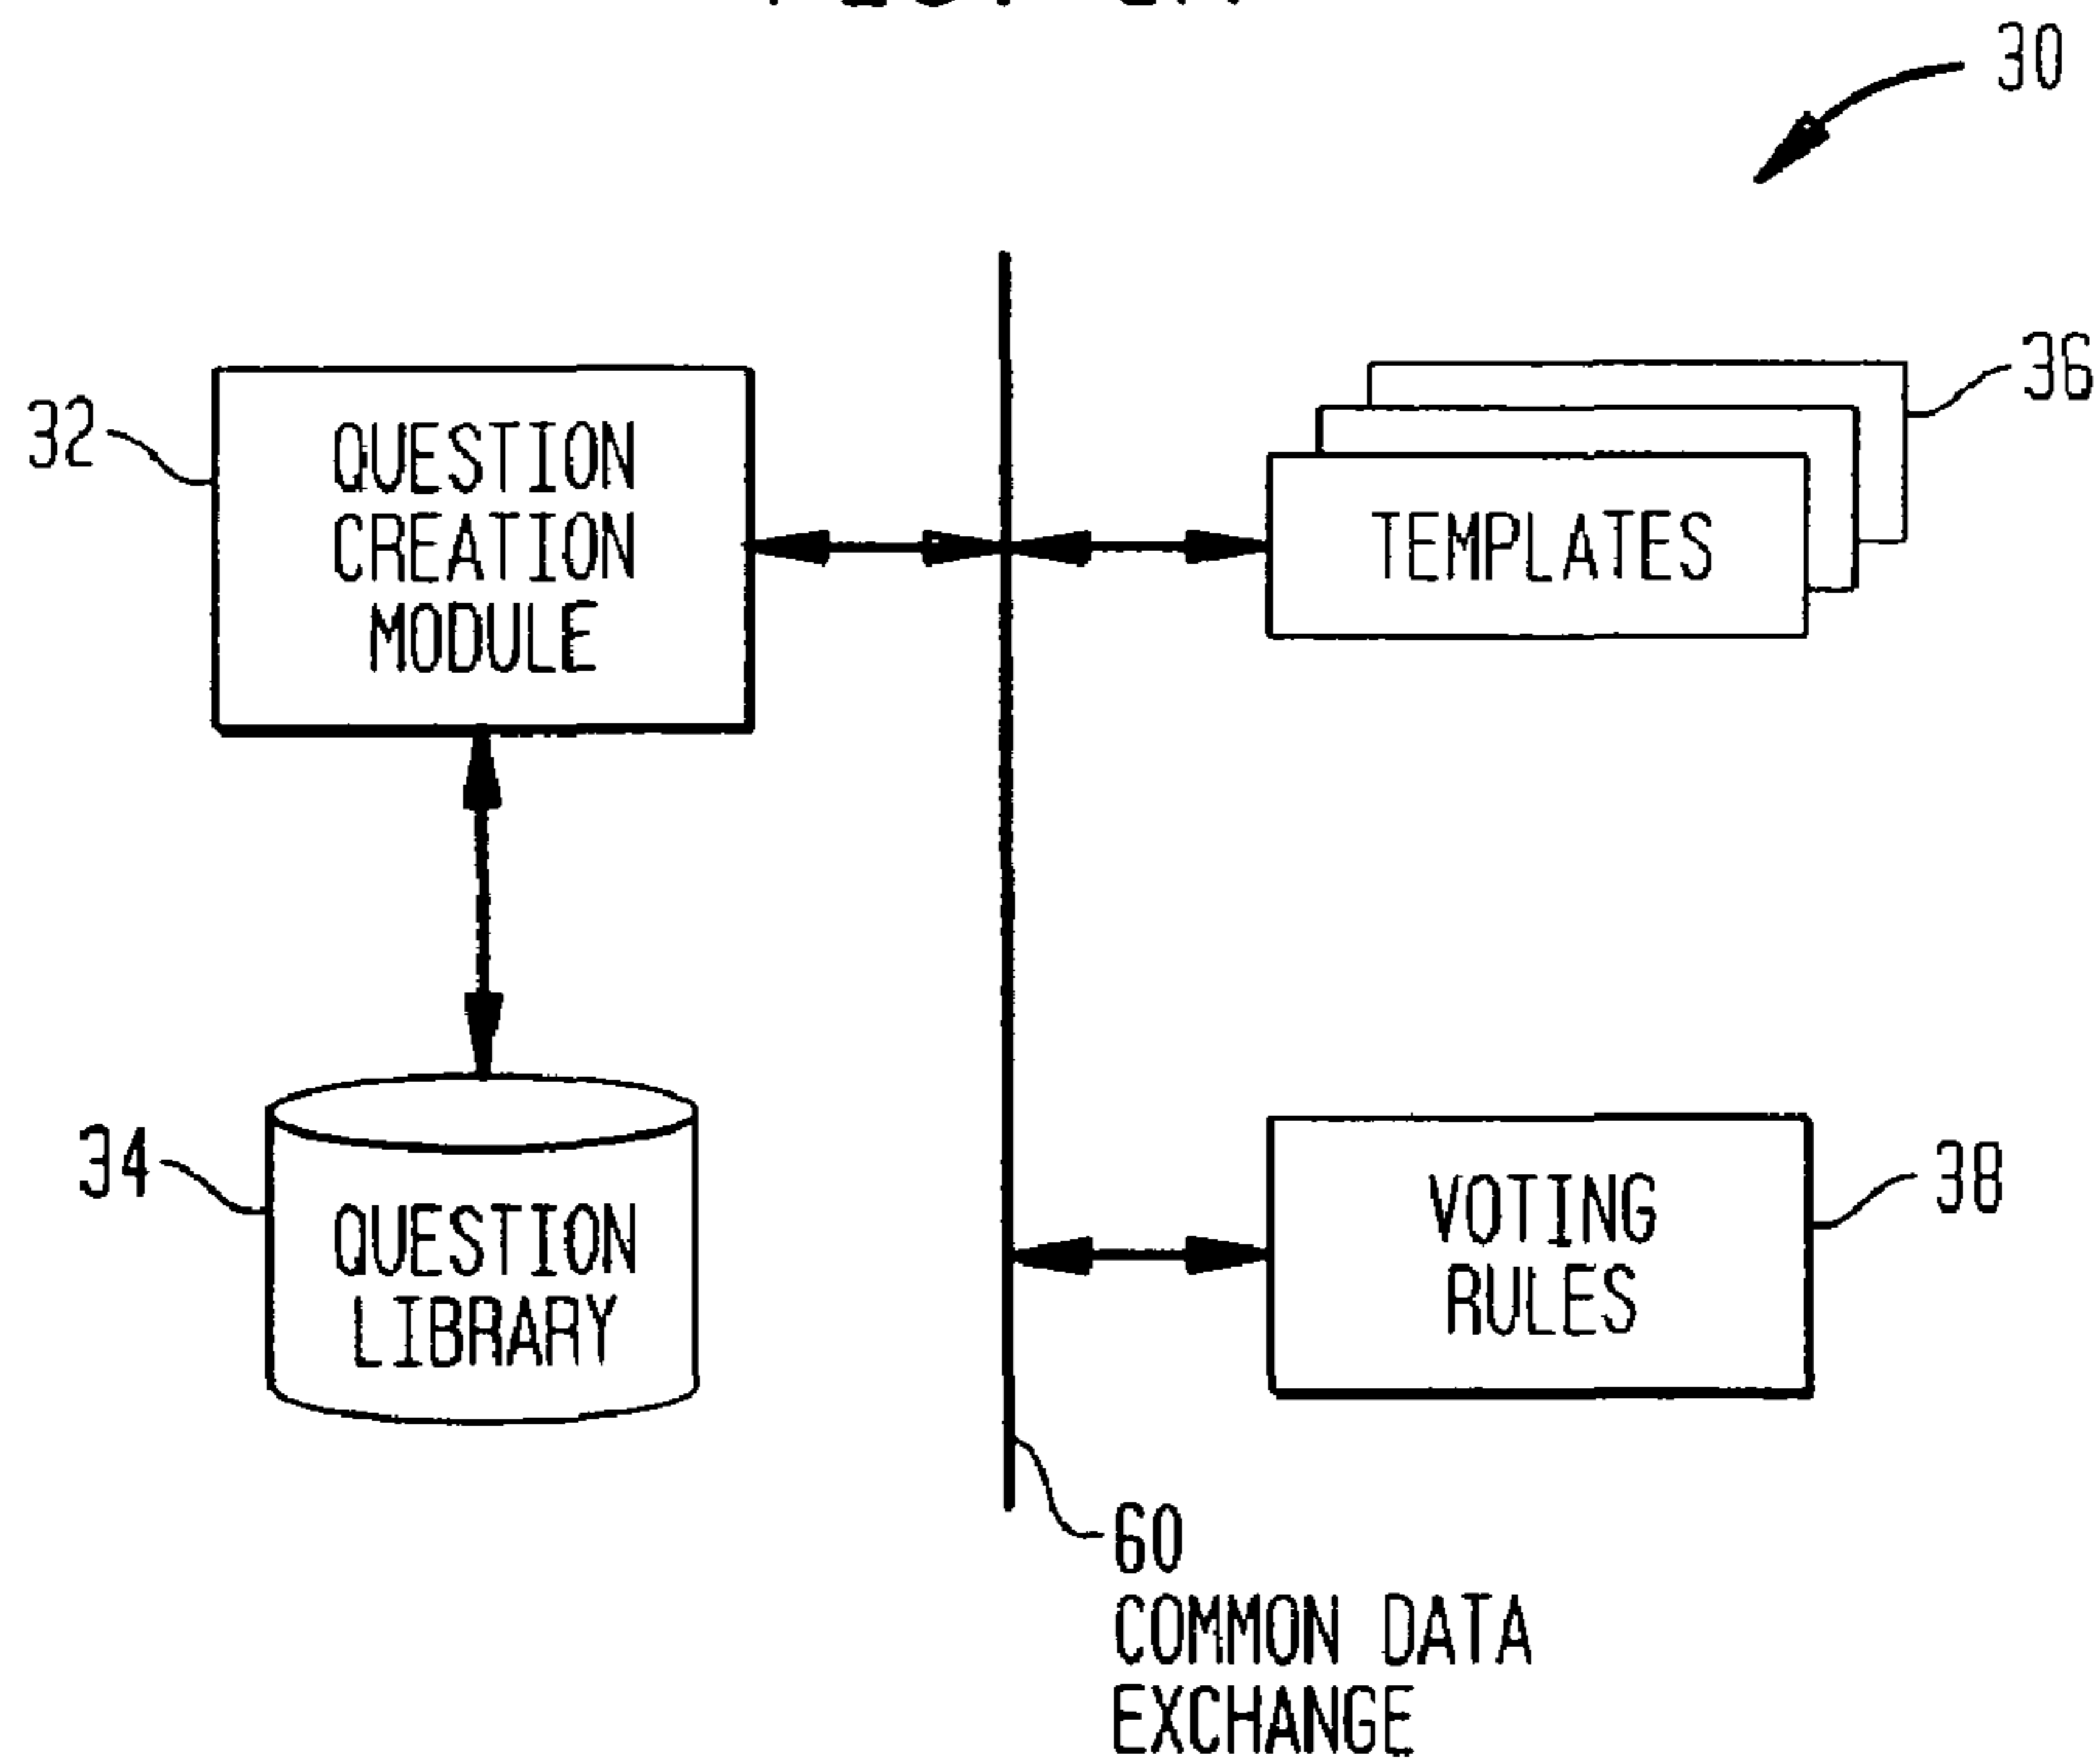 30
36
32
QUESTION
CREATION
MODULE
TEMPLATES
34
QUESTION
LIBRARY
38
VOTING
RULES
60
COMMON DATA
EXCHANGE